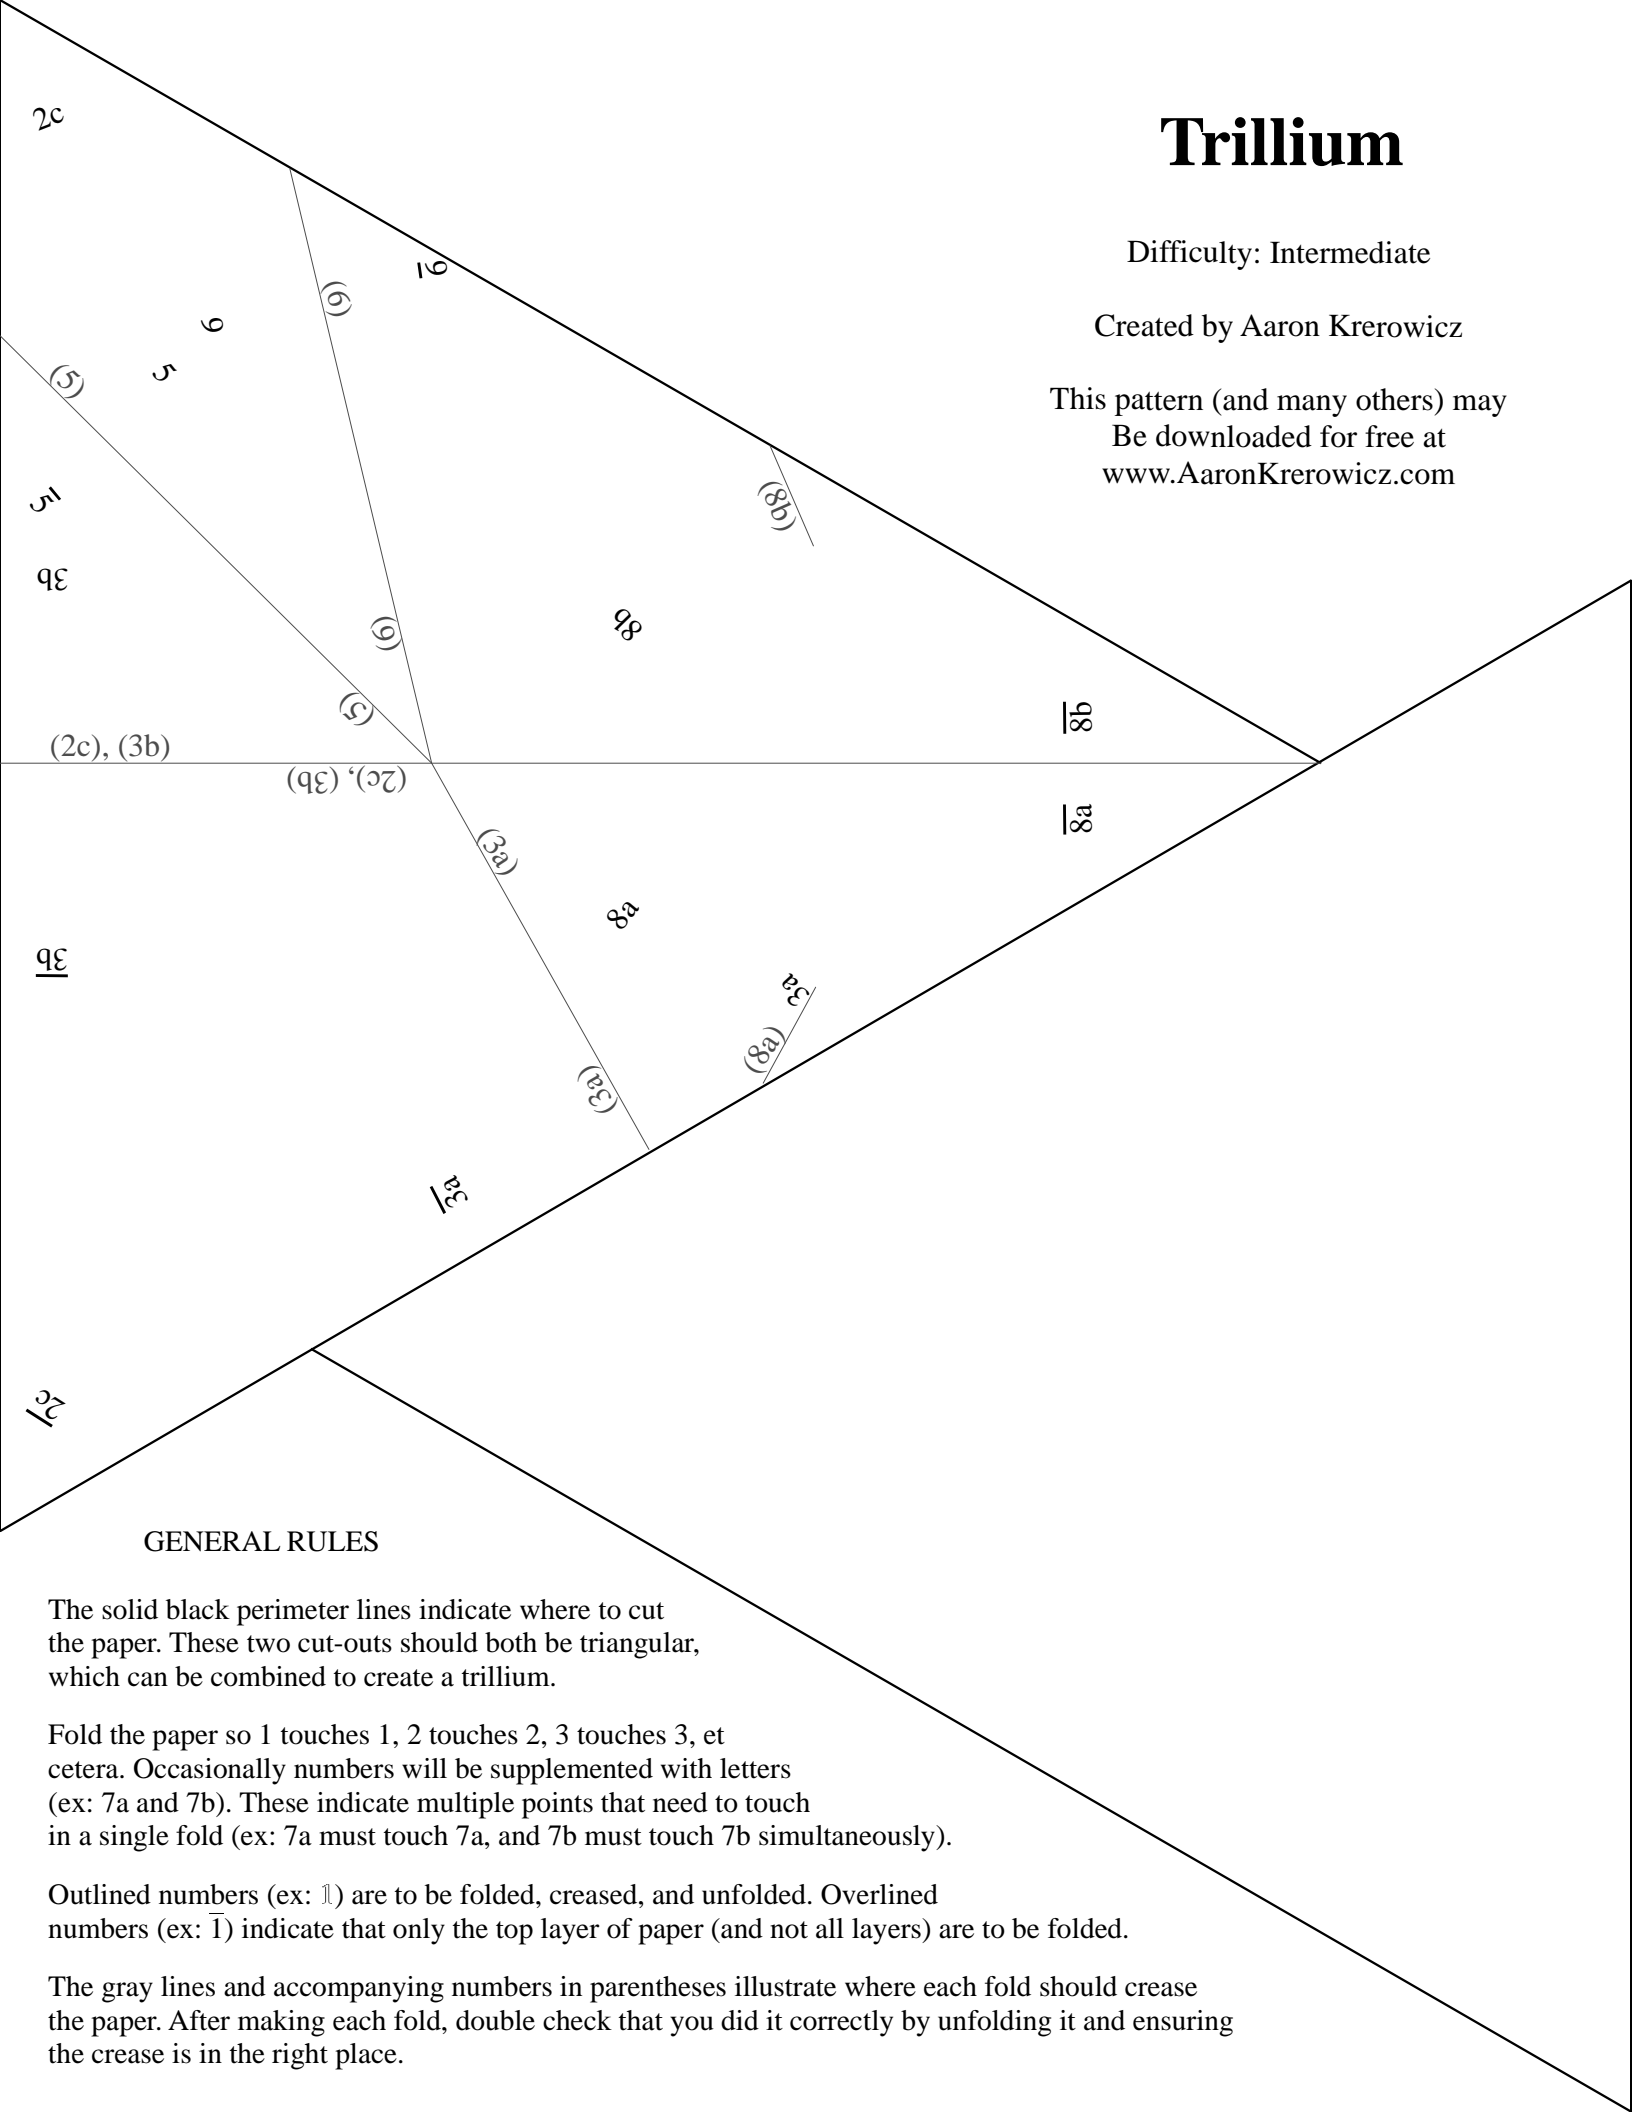 2c
Trillium
Difficulty: Intermediate
6
(6)
6
Created by Aaron Krerowicz
5
(5)
This pattern (and many others) may
Be downloaded for free at
www.AaronKrerowicz.com
5
(8b)
3b
8b
(6)
(5)
8b
(2c), (3b)
(2c), (3b)
8a
(3a)
8a
3b
3a
(8a)
(3a)
3a
2c
GENERAL RULES
The solid black perimeter lines indicate where to cut
the paper. These two cut-outs should both be triangular,
which can be combined to create a trillium.
Fold the paper so 1 touches 1, 2 touches 2, 3 touches 3, et
cetera. Occasionally numbers will be supplemented with letters
(ex: 7a and 7b). These indicate multiple points that need to touch
in a single fold (ex: 7a must touch 7a, and 7b must touch 7b simultaneously).
Outlined numbers (ex: 𝟙) are to be folded, creased, and unfolded. Overlined
numbers (ex: 1̅) indicate that only the top layer of paper (and not all layers) are to be folded.
The gray lines and accompanying numbers in parentheses illustrate where each fold should crease
the paper. After making each fold, double check that you did it correctly by unfolding it and ensuring
the crease is in the right place.